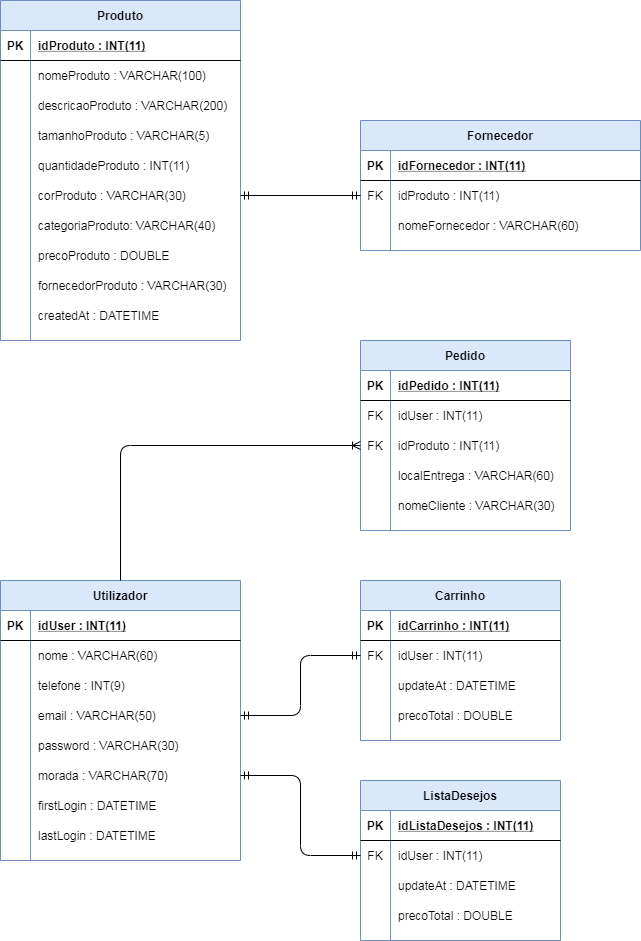 Produto
PK idProduto : INT(11)
nomeProduto : VARCHAR(100)
descricaoProduto : VARCHAR(200)
tamanhoProduto : VARCHAR(5)
quantidadeProduto : INT(11)
corProduto : VARCHAR(30)
categoriaProduto: VARCHAR(40)
precoProduto : DOUBLE
fornecedorProduto : VARCHAR(30)
createdAt : DATETIME
Fornecedor
PK idFornecedor : INT(11)
FK idProduto : INT(11)
nomeFornecedor : VARCHAR(60)
Pedido
PK idPedido : INT(11)
FK idUser : INT(11)
FK idProduto : INT(11)
localEntrega : VARCHAR(60)
nomeCliente : VARCHAR(30)
Utilizador
PK idUser : INT(11)
nome : VARCHAR(60)
telefone : INT(9)
email : VARCHAR(50)
password : VARCHAR(30)
morada : VARCHAR(70)
firstLogin : DATETIME
lastLogin : DATETIME
Carrinho
PK idCarrinho : INT(11)
FK idUser : INT(11)
updateAt : DATETIME
precoTotal : DOUBLE
ListaDesejos
PK idListaDesejos : INT(11)
FK idUser : INT(11)
updateAt : DATETIME
precoTotal : DOUBLE